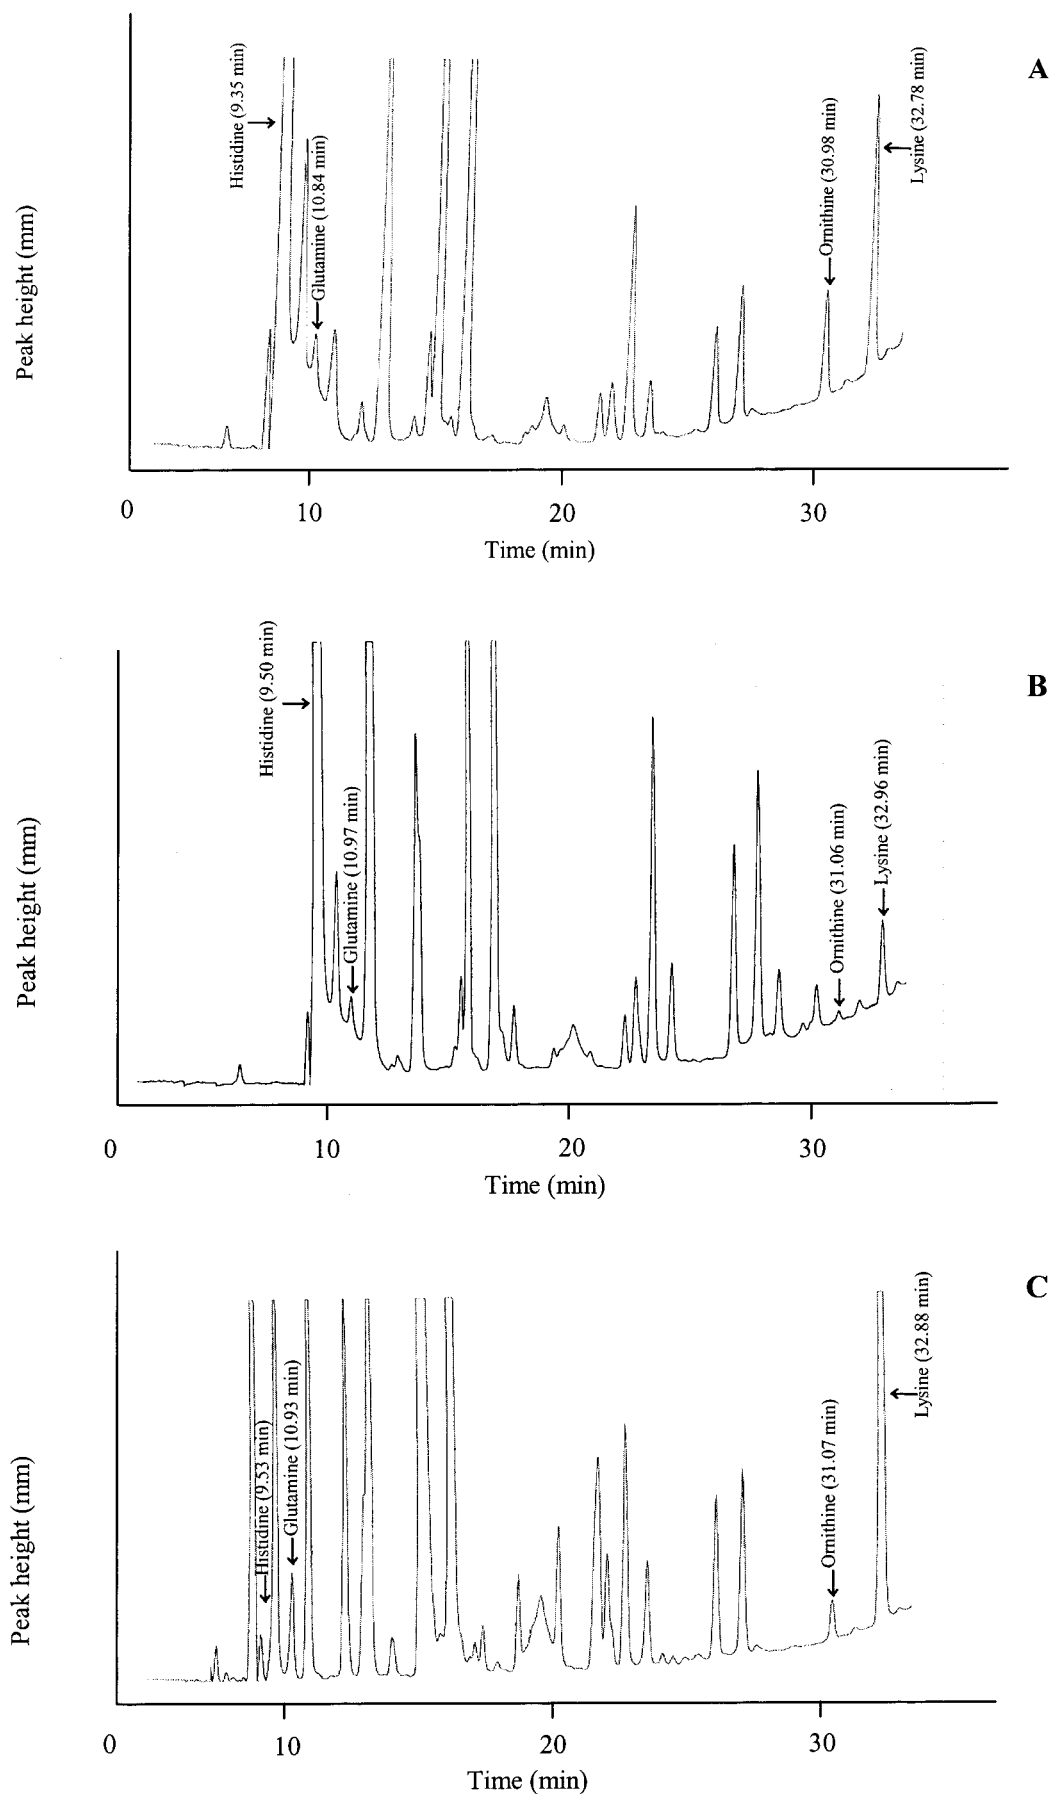 A
Histidine (9.35 min)
Glutamine (10.84 min)
Ornithine (30.98 min)
Lysine (32.78 min)
Peak height (mm)
0
10
20
30
Time (min)
B
Histidine (9.50 min)
Glutamine (10.97 min)
Ornithine (31.06 min)
Lysine (32.96 min)
Peak height (mm)
0
10
20
30
Time (min)
C
Histidine (9.53 min)
Glutamine (10.93 min)
Ornithine (31.07 min)
Lysine (32.88 min)
Peak height (mm)
0
10
20
30
Time (min)